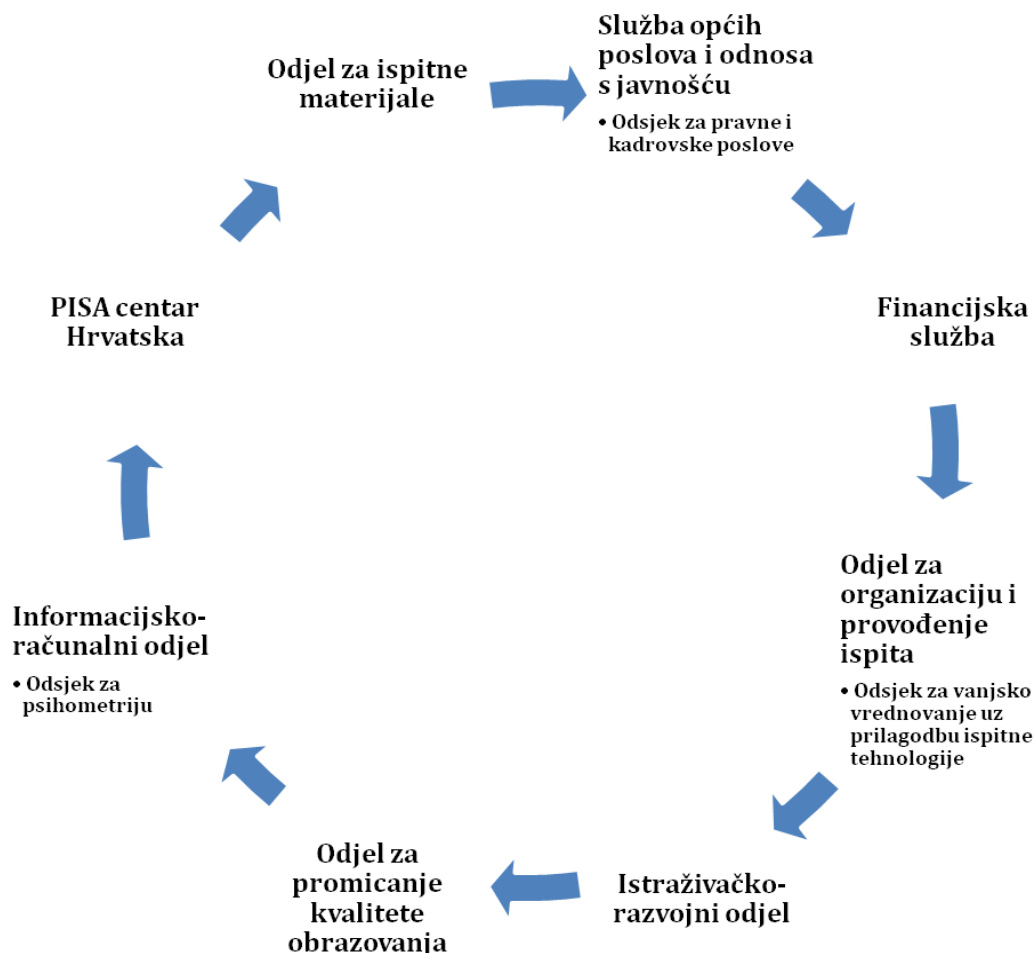 Služba općih
poslova i odnosa
s javnošću
• Odsjek za pravne i
kadrovske poslove
Financijska
služba
Odjel za
organizaciju i
provođenje
ispita
• Odsjek za vanjsko
vrednovanje uz
prilagodbu ispitne
tehnologije
Istraživačko-
razvojni odjel
Odjel za
promicanje
kvalitete
obrazovanja
Informacijsko-
računalni odjel
• Odsjek za
psihometriju
PISA centar
Hrvatska
Odjel za ispitne
materijale